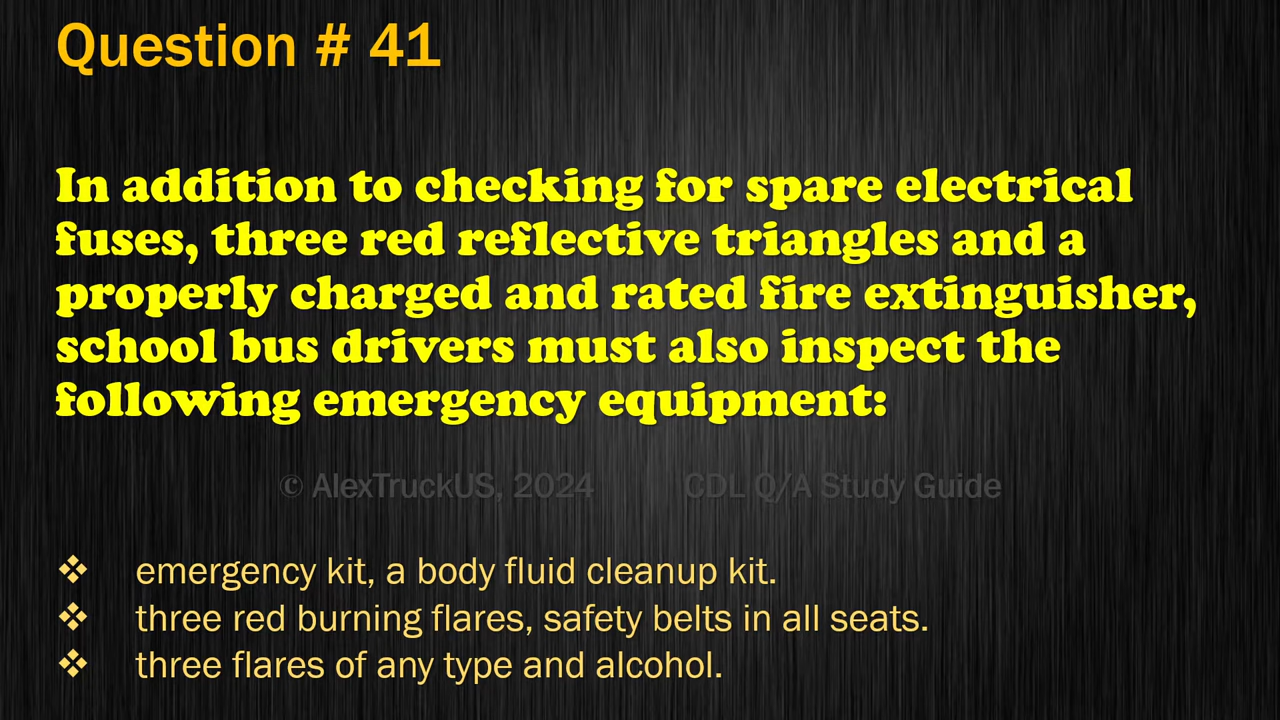 Question # 41
In addition to checking for spare electrical
fuses, three red reflective triangles and a
properly charged and rated fire extinguisher,
school bus drivers must also inspect the
following emergency equipment:
© AlexTruckUS, 2024 CDL Q/A Study Guide
❖ emergency kit, a body fluid cleanup kit.
❖ three red burning flares, safety belts in all seats.
❖ three flares of any type and alcohol.